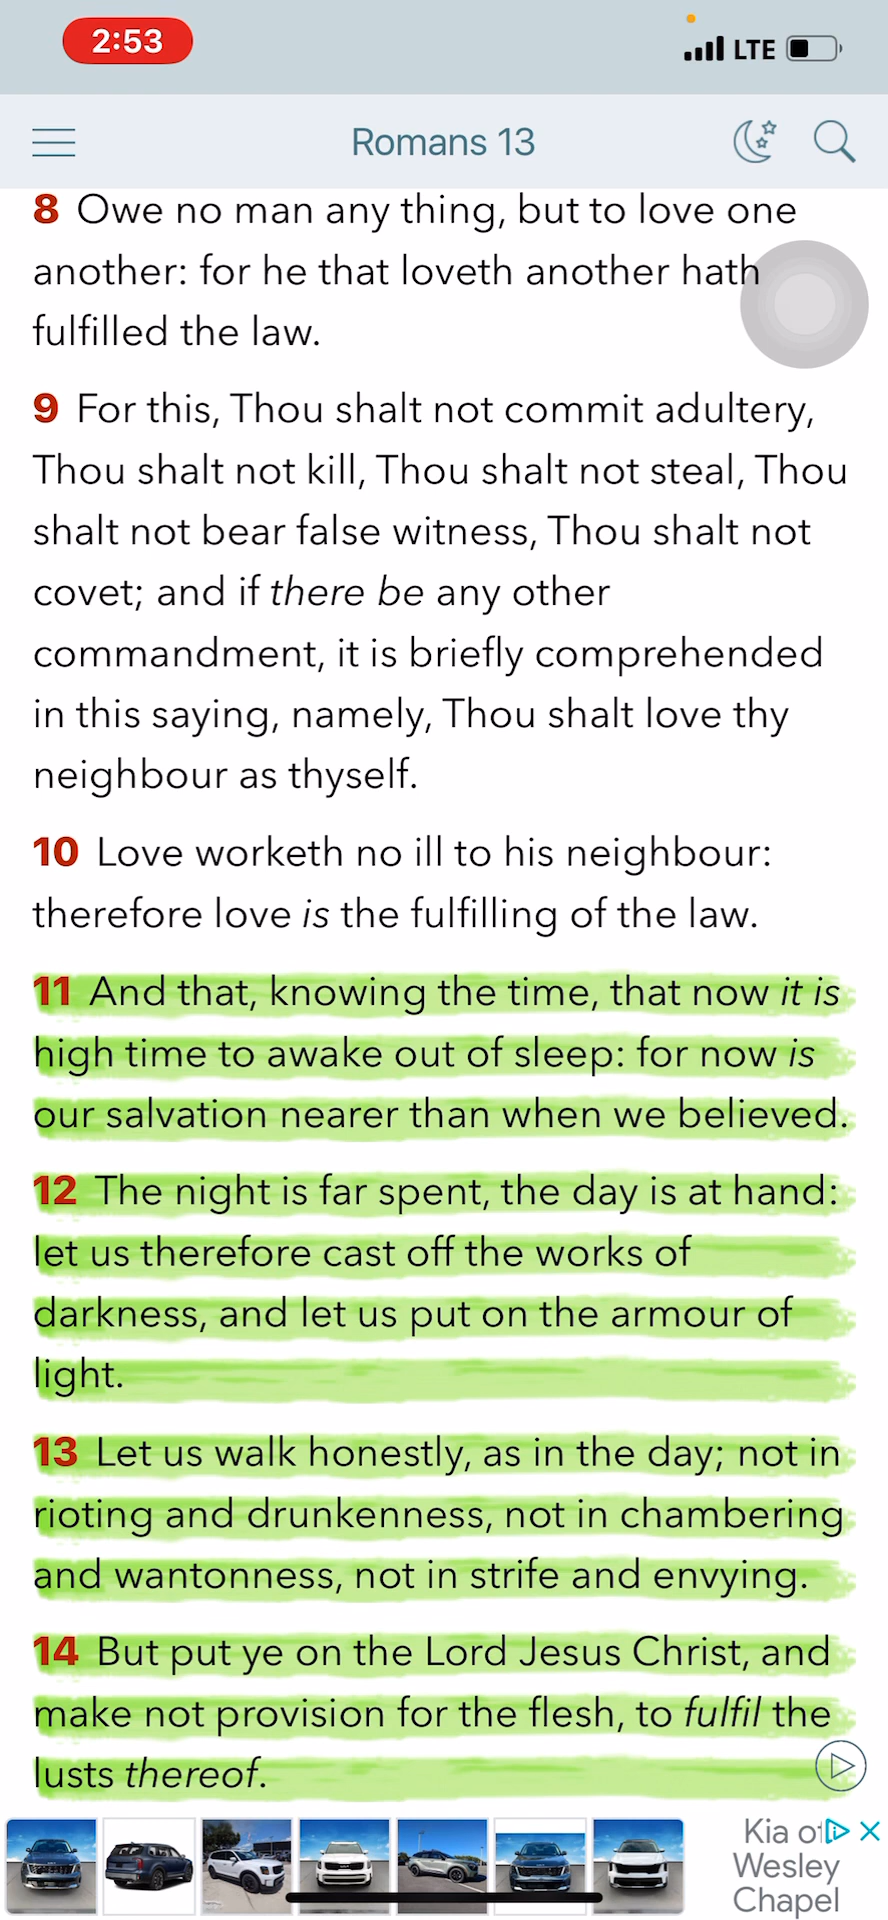 2:53
LTE
Romans 13
8 Owe no man any thing, but to love one
another: for he that loveth another hath
fulfilled the law.
9 For this, Thou shalt not commit adultery,
Thou shalt not kill, Thou shalt not steal, Thou
shalt not bear false witness, Thou shalt not
covet; and if there be any other
commandment, it is briefly comprehended
in this saying, namely, Thou shalt love thy
neighbour as thyself.
10 Love worketh no ill to his neighbour:
therefore love is the fulfilling of the law.
11 And that, knowing the time, that now it is
high time to awake out of sleep: for now is
our salvation nearer than when we believed.
12 The night is far spent, the day is at hand:
let us therefore cast off the works of
darkness, and let us put on the armour of
light.
13 Let us walk honestly, as in the day; not in
rioting and drunkenness, not in chambering
and wantonness, not in strife and envying.
14 But put ye on the Lord Jesus Christ, and
make not provision for the flesh, to fulfil the
lusts thereof.
Kia of
Wesley
Chapel